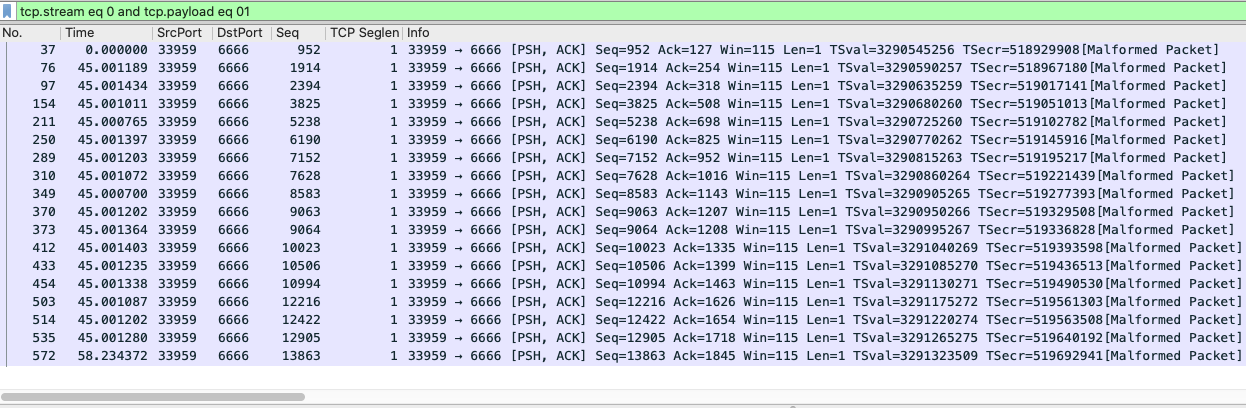 tcp.stream eq 0 and tcp.payload eq 01
No. Time SrcPort DstPort Seq TCP Seglen Info
37 0.000000 33959 6666 952 1 33959 → 6666 [PSH, ACK] Seq=952 Ack=127 Win=115 Len=1 TSval=3290545256 TSecr=518929908[Malformed Packet]
76 45.001189 33959 6666 1914 1 33959 → 6666 [PSH, ACK] Seq=1914 Ack=254 Win=115 Len=1 TSval=3290590257 TSecr=518967180[Malformed Packet]
97 45.001434 33959 6666 2394 1 33959 → 6666 [PSH, ACK] Seq=2394 Ack=318 Win=115 Len=1 TSval=3290635259 TSecr=519017141[Malformed Packet]
154 45.001011 33959 6666 3825 1 33959 → 6666 [PSH, ACK] Seq=3825 Ack=508 Win=115 Len=1 TSval=3290680260 TSecr=519051013[Malformed Packet]
211 45.000765 33959 6666 5238 1 33959 → 6666 [PSH, ACK] Seq=5238 Ack=698 Win=115 Len=1 TSval=3290725260 TSecr=519102782[Malformed Packet]
250 45.001397 33959 6666 6190 1 33959 → 6666 [PSH, ACK] Seq=6190 Ack=825 Win=115 Len=1 TSval=3290770262 TSecr=519145916[Malformed Packet]
289 45.001203 33959 6666 7152 1 33959 → 6666 [PSH, ACK] Seq=7152 Ack=952 Win=115 Len=1 TSval=3290815263 TSecr=519195217[Malformed Packet]
310 45.001072 33959 6666 7628 1 33959 → 6666 [PSH, ACK] Seq=7628 Ack=1016 Win=115 Len=1 TSval=3290860264 TSecr=519221439[Malformed Packet]
349 45.000700 33959 6666 8583 1 33959 → 6666 [PSH, ACK] Seq=8583 Ack=1143 Win=115 Len=1 TSval=3290905265 TSecr=519277393[Malformed Packet]
370 45.001202 33959 6666 9063 1 33959 → 6666 [PSH, ACK] Seq=9063 Ack=1207 Win=115 Len=1 TSval=3290950266 TSecr=519329508[Malformed Packet]
373 45.001364 33959 6666 9064 1 33959 → 6666 [PSH, ACK] Seq=9064 Ack=1208 Win=115 Len=1 TSval=3290995267 TSecr=519336828[Malformed Packet]
412 45.001403 33959 6666 10023 1 33959 → 6666 [PSH, ACK] Seq=10023 Ack=1335 Win=115 Len=1 TSval=3291040269 TSecr=519393598[Malformed Packet]
433 45.001235 33959 6666 10506 1 33959 → 6666 [PSH, ACK] Seq=10506 Ack=1399 Win=115 Len=1 TSval=3291085270 TSecr=519436513[Malformed Packet]
454 45.001338 33959 6666 10994 1 33959 → 6666 [PSH, ACK] Seq=10994 Ack=1463 Win=115 Len=1 TSval=3291130271 TSecr=519490530[Malformed Packet]
503 45.001087 33959 6666 12216 1 33959 → 6666 [PSH, ACK] Seq=12216 Ack=1626 Win=115 Len=1 TSval=3291175272 TSecr=519561303[Malformed Packet]
514 45.001202 33959 6666 12422 1 33959 → 6666 [PSH, ACK] Seq=12422 Ack=1654 Win=115 Len=1 TSval=3291220274 TSecr=519563508[Malformed Packet]
535 45.001280 33959 6666 12905 1 33959 → 6666 [PSH, ACK] Seq=12905 Ack=1718 Win=115 Len=1 TSval=3291265275 TSecr=519640192[Malformed Packet]
572 58.234372 33959 6666 13863 1 33959 → 6666 [PSH, ACK] Seq=13863 Ack=1845 Win=115 Len=1 TSval=3291323509 TSecr=519692941[Malformed Packet]